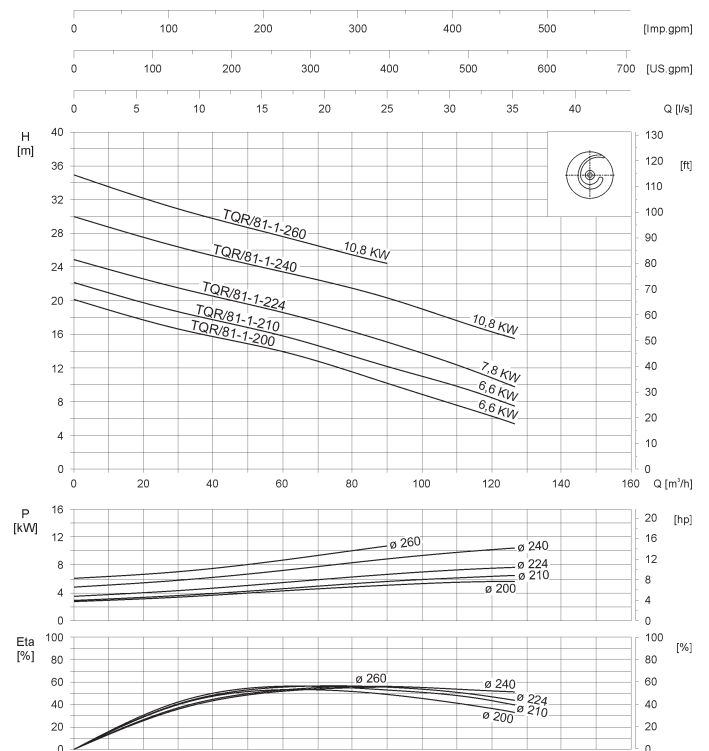 0 100 200 300 400 500 [Imp.gpm]
0 100 200 300 400 500 600 700 [US.gpm]
0 5 10 15 20 25 30 35 40 Q [l/s]
H
[m]
40
36
32
28
24
20
16
12
8
4
0
130
120
[ft]
110
100
90
80
70
60
50
40
30
20
10
0
TQR/81-1-260
10,8 KW
TQR/81-1-240
10,8 KW
TQR/81-1-224
7,8 KW
TQR/81-1-210
6,6 KW
TQR/81-1-200
6,6 KW
0 20 40 60 80 100 120 140 160 Q [m³/h]
P
[kW]
16
12
8
4
0
20
[hp]
16
12
8
4
0
ø 260
ø 240
ø 224
ø 210
ø 200
Eta
[%]
100
80
60
40
20
0
100
[%]
80
60
40
20
0
ø 260
ø 240
ø 224
ø 210
ø 200